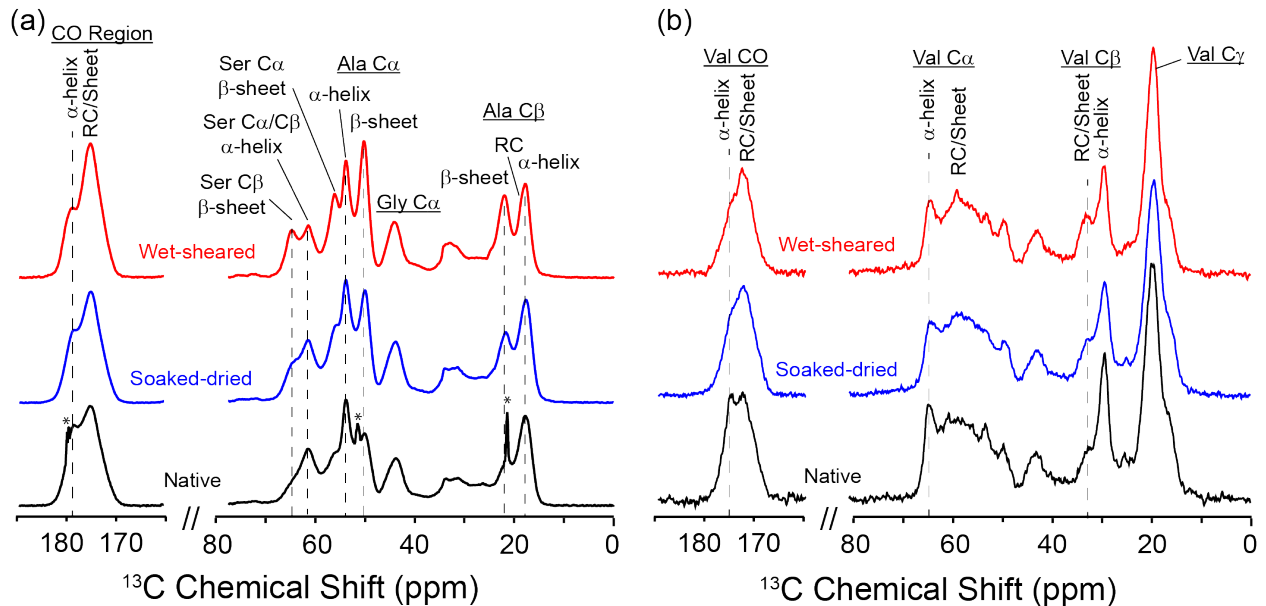 (a)
CO Region
α-helix
RC/Sheet
Ser Cα
β-sheet
Ser Cα/Cβ
α-helix
Ser Cβ
β-sheet
Ala Cα
α-helix
β-sheet
Gly Cα
Ala Cβ
RC
α-helix
β-sheet
Wet-sheared
Soaked-dried
*
*
*
Native
180
170
//
80
60
40
20
0
13C Chemical Shift (ppm)
(b)
Val CO
α-helix
RC/Sheet
Val Cα
α-helix
RC/Sheet
Val Cβ
RC/Sheet
α-helix
Val Cγ
Wet-sheared
Soaked-dried
Native
180
170
//
80
60
40
20
0
13C Chemical Shift (ppm)